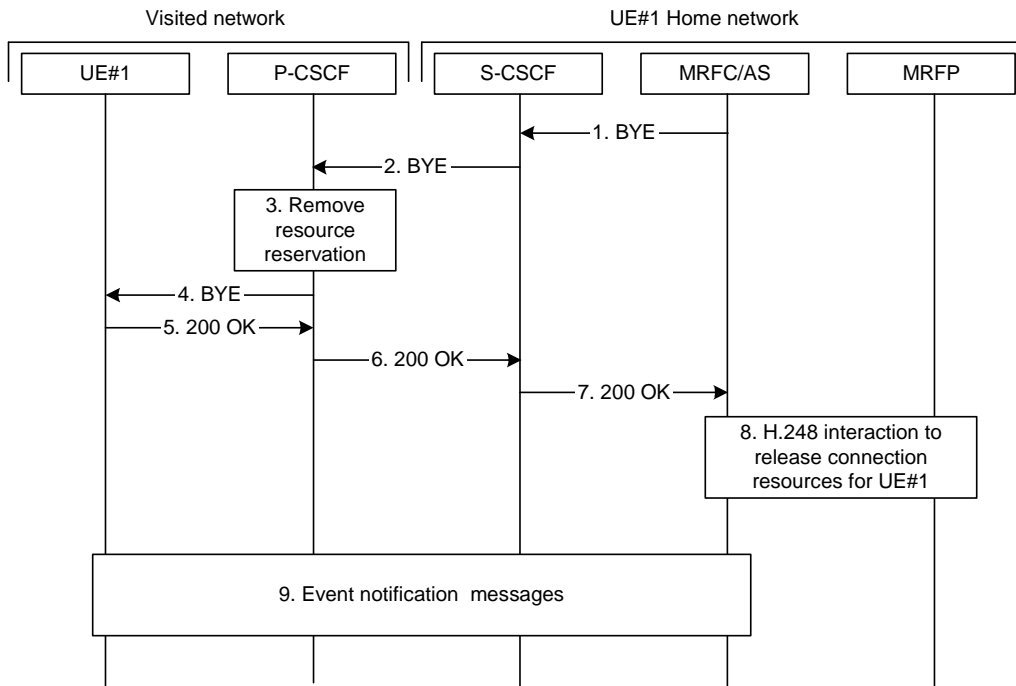 Visited network
UE#1 Home network
UE#1
P-CSCF
S-CSCF
MRFC/AS
MRFP
1. BYE
2. BYE
3. Remove
resource
reservation
4. BYE
5. 200 OK
6. 200 OK
7. 200 OK
8. H.248 interaction to
release connection
resources for UE#1
9. Event notification messages